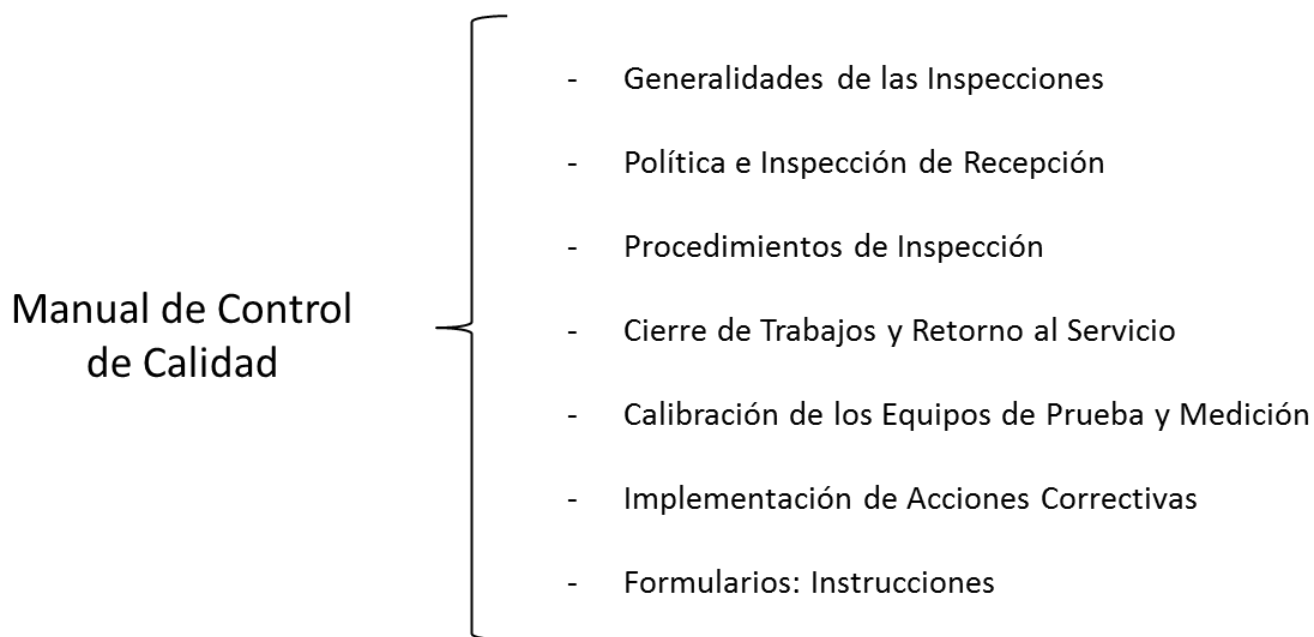 Manual de Control
de Calidad
- Generalidades de las Inspecciones
- Política e Inspección de Recepción
- Procedimientos de Inspección
- Cierre de Trabajos y Retorno al Servicio
- Calibración de los Equipos de Prueba y Medición
- Implementación de Acciones Correctivas
- Formularios: Instrucciones